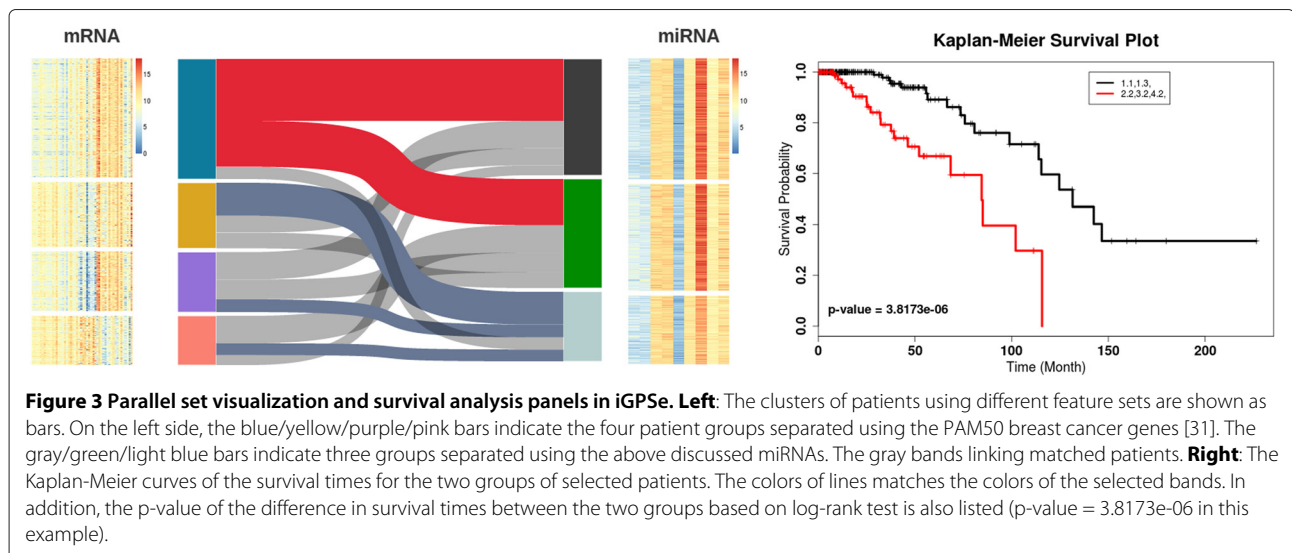 mRNA
miRNA
Kaplan-Meier Survival Plot
15
10
5
0
15
10
5
0
Survival Probability
1.0
0.8
0.6
0.4
0.2
0.0
1.1,1.3,
2.2,3.2,4.2,
p-value = 3.8173e-06
0
50
100
150
200
Time (Month)
Figure 3 Parallel set visualization and survival analysis panels in iGPSe. Left: The clusters of patients using different feature sets are shown as
bars. On the left side, the blue/yellow/purple/pink bars indicate the four patient groups separated using the PAM50 breast cancer genes [31]. The
gray/green/light blue bars indicate three groups separated using the above discussed miRNAs. The gray bands linking matched patients. Right: The
Kaplan-Meier curves of the survival times for the two groups of selected patients. The colors of lines matches the colors of the selected bands. In
addition, the p-value of the difference in survival times between the two groups based on log-rank test is also listed (p-value = 3.8173e-06 in this
example).